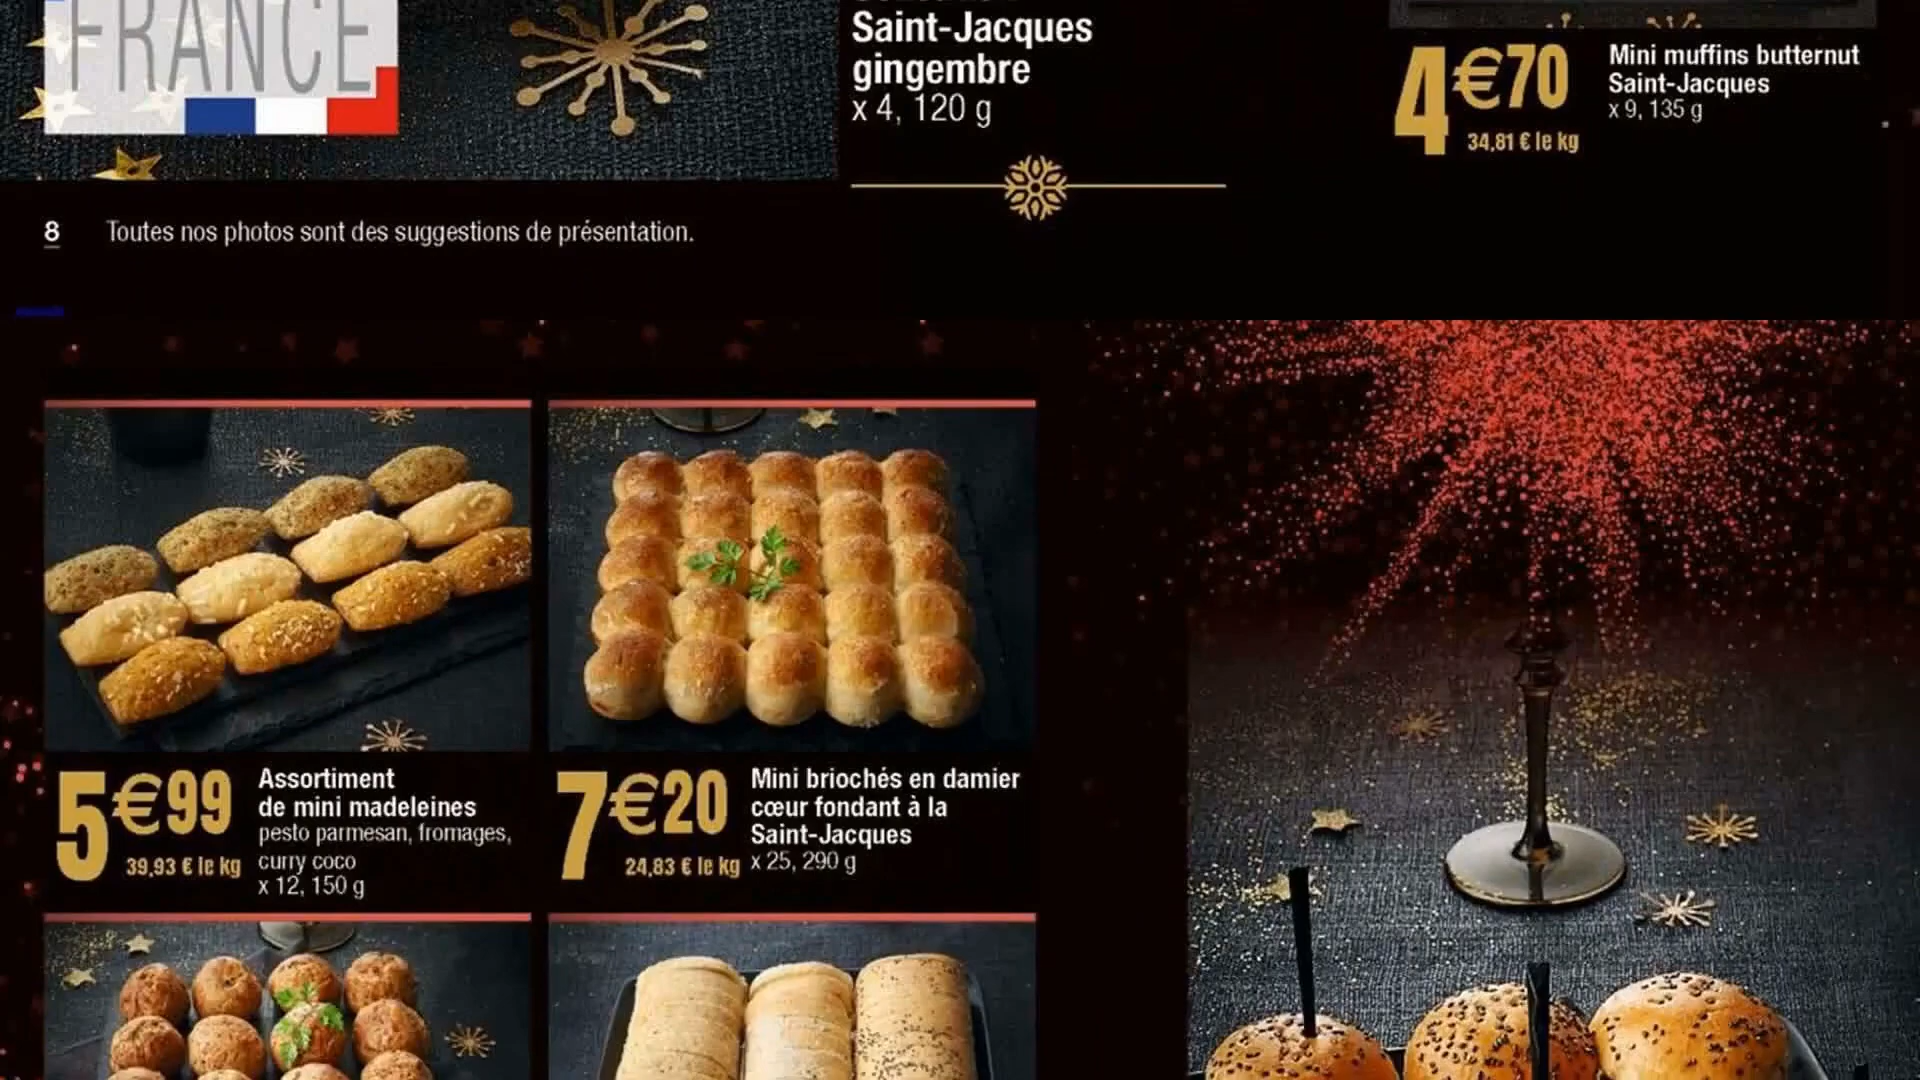 FRANCE
Saint-Jacques
gingembre
x 4, 120 g
4€70
34,81 € le kg
Mini muffins butternut
Saint-Jacques
x 9, 135 g
8
Toutes nos photos sont des suggestions de présentation.
5€99
39,93 € le kg
Assortiment
de mini madeleines
pesto parmesan, fromages,
curry coco
x 12, 150 g
7€20
24,83 € le kg
Mini briochés en damier
cœur fondant à la
Saint-Jacques
x 25, 290 g